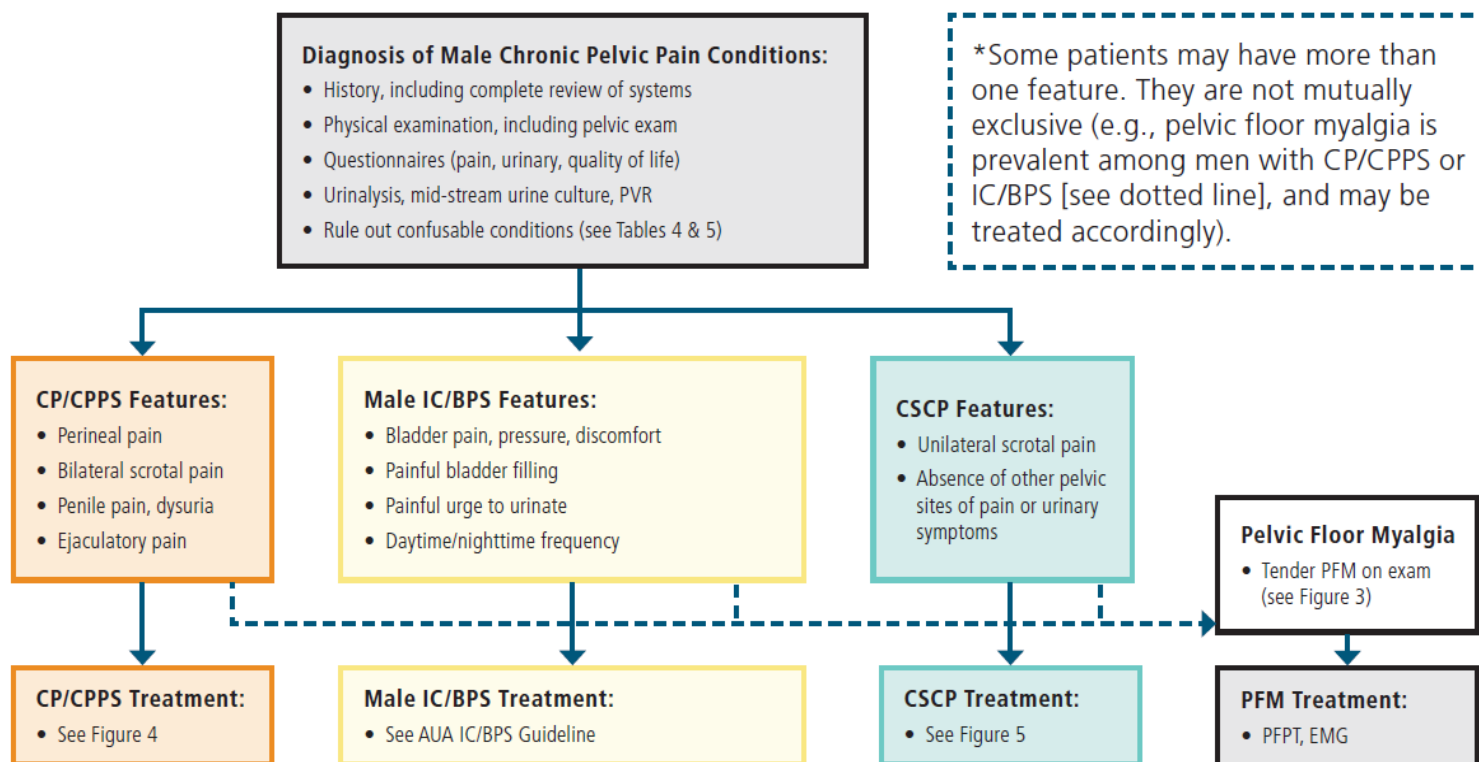 Diagnosis of Male Chronic Pelvic Pain Conditions:
• History, including complete review of systems
• Physical examination, including pelvic exam
• Questionnaires (pain, urinary, quality of life)
• Urinalysis, mid-stream urine culture, PVR
• Rule out confusable conditions (see Tables 4 & 5)
*Some patients may have more than
one feature. They are not mutually
exclusive (e.g., pelvic floor myalgia is
prevalent among men with CP/CPPS or
IC/BPS [see dotted line], and may be
treated accordingly).
CP/CPPS Features:
• Perineal pain
• Bilateral scrotal pain
• Penile pain, dysuria
• Ejaculatory pain
Male IC/BPS Features:
• Bladder pain, pressure, discomfort
• Painful bladder filling
• Painful urge to urinate
• Daytime/nighttime frequency
CSCP Features:
• Unilateral scrotal pain
• Absence of other pelvic
sites of pain or urinary
symptoms
Pelvic Floor Myalgia
• Tender PFM on exam
(see Figure 3)
CP/CPPS Treatment:
• See Figure 4
Male IC/BPS Treatment:
• See AUA IC/BPS Guideline
CSCP Treatment:
• See Figure 5
PFM Treatment:
• PFPT, EMG